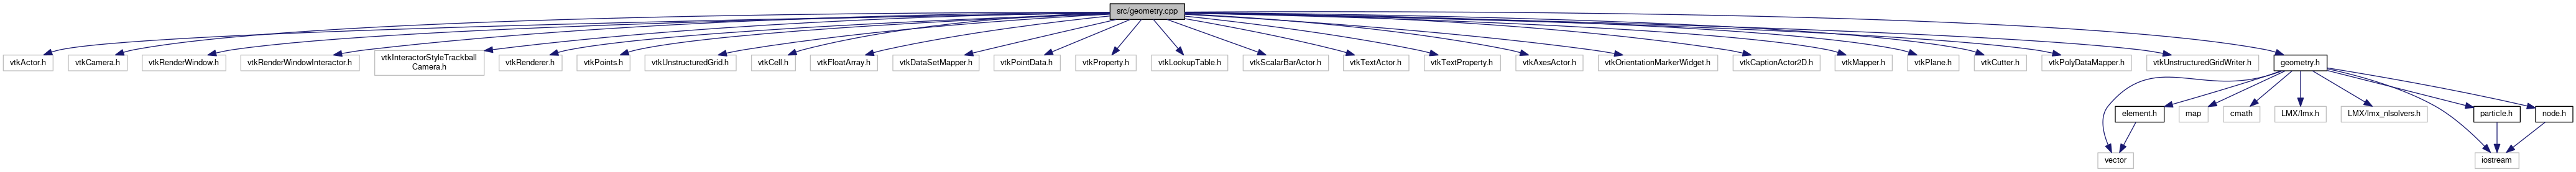 src/geometry.cpp
vtkActor.h
vtkCamera.h
vtkRenderWindow.h
vtkRenderWindowInteractor.h
vtkInteractorStyleTrackball
Camera.h
vtkRenderer.h
vtkPoints.h
vtkUnstructuredGrid.h
vtkCell.h
vtkFloatArray.h
vtkDataSetMapper.h
vtkPointData.h
vtkProperty.h
vtkLookupTable.h
vtkScalarBarActor.h
vtkTextActor.h
vtkTextProperty.h
vtkAxesActor.h
vtkOrientationMarkerWidget.h
vtkCaptionActor2D.h
vtkMapper.h
vtkPlane.h
vtkCutter.h
vtkPolyDataMapper.h
vtkUnstructuredGridWriter.h
geometry.h
element.h
map
cmath
LMX/lmx.h
LMX/lmx_nlsolvers.h
particle.h
node.h
vector
iostream